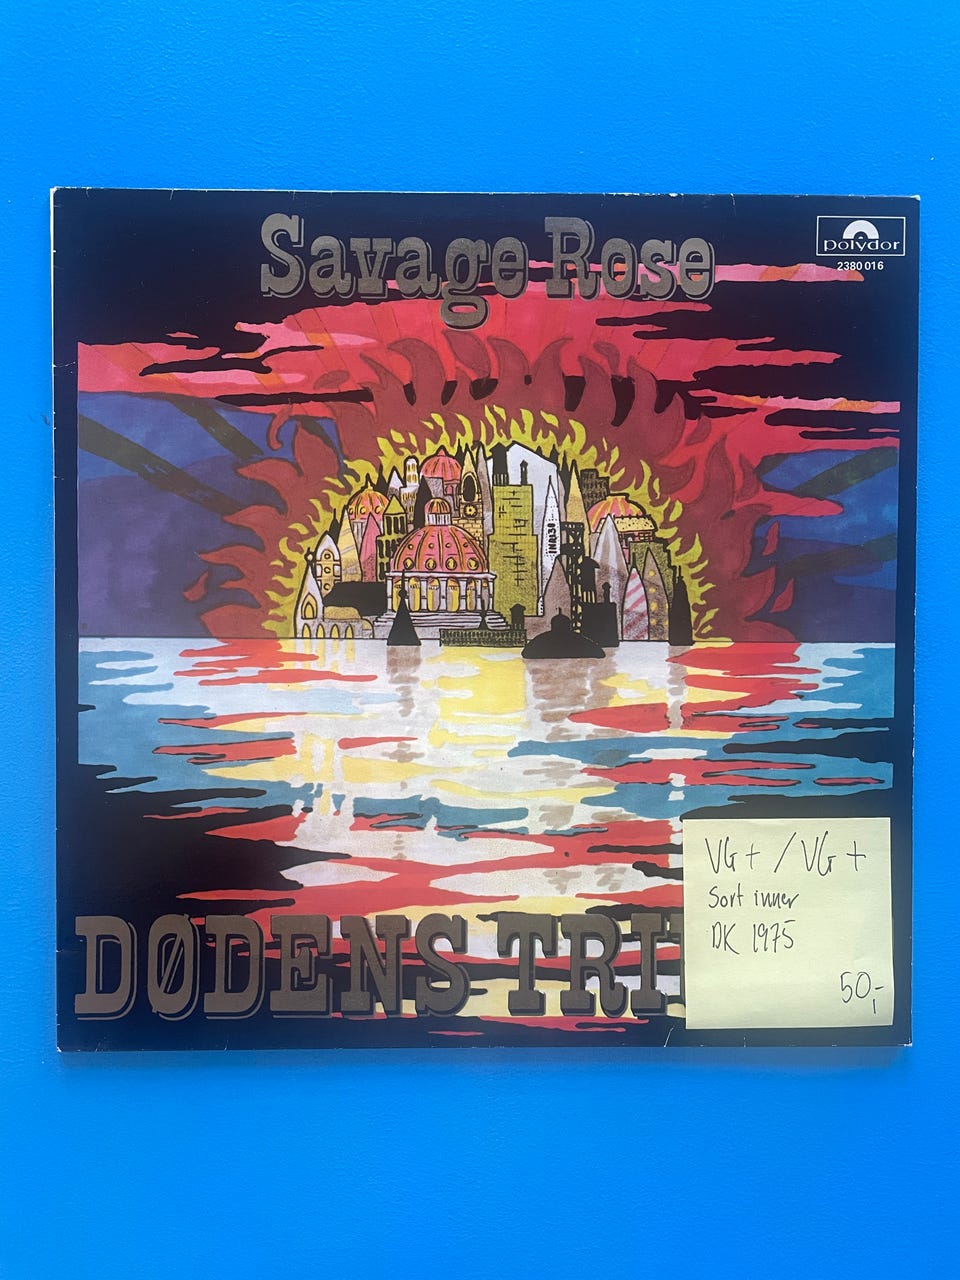 Savage Rose
polydor
2380 016
DØDENS TRI
VG+ / VG+
Sort inner
DK 1975
50,-